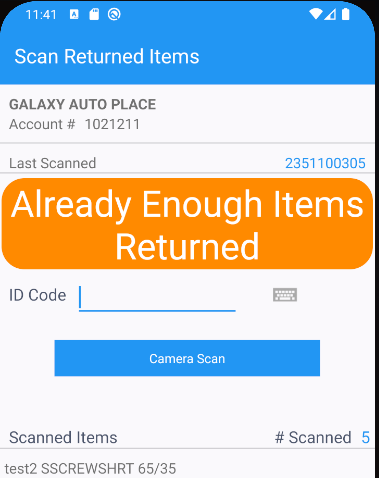 11:41
Scan Returned Items
GALAXY AUTO PLACE
Account # 1021211
Last Scanned 2351100305
Already Enough Items
Returned
ID Code
Camera Scan
Scanned Items # Scanned 5
test2 SSCREWSHRT 65/35